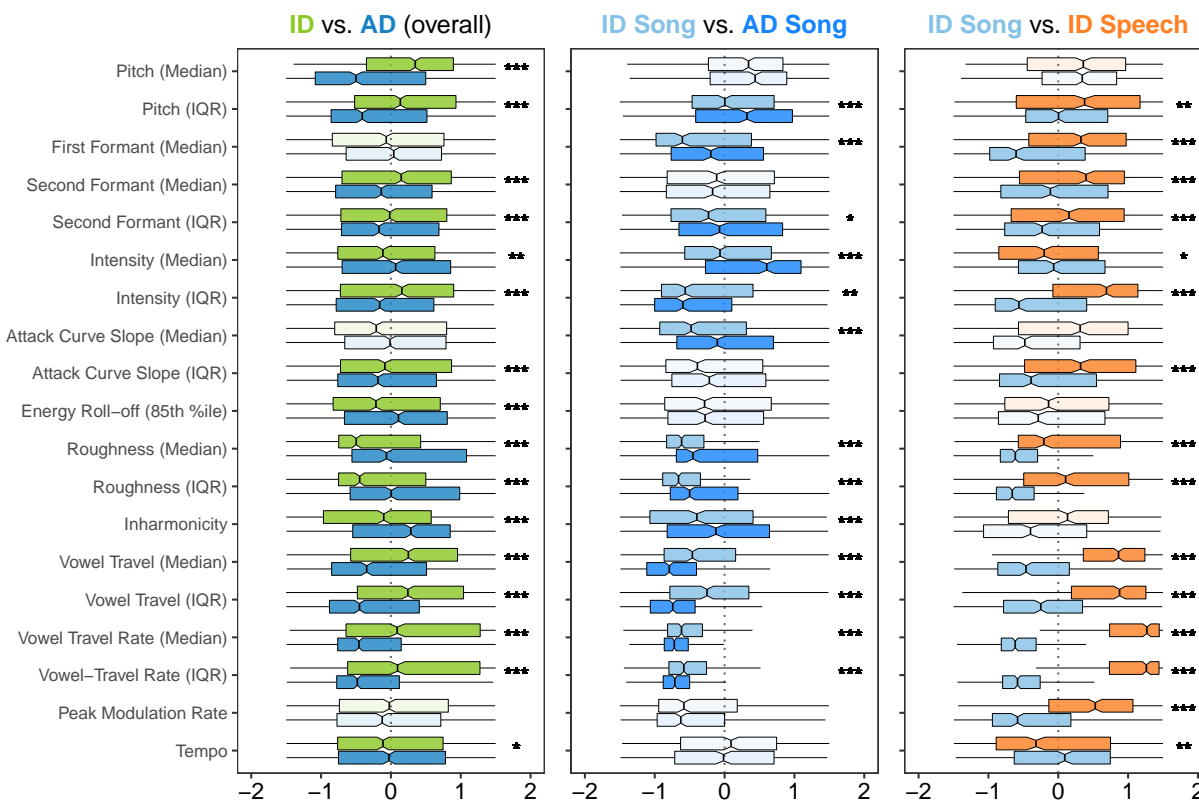 ID vs. AD (overall)
ID Song vs. AD Song
ID Song vs. ID Speech
Pitch (Median) ***
Pitch (IQR) *** *** **
First Formant (Median) *** ***
Second Formant (Median) *** ***
Second Formant (IQR) *** * ***
Intensity (Median) ** *** *
Intensity (IQR) *** ** ***
Attack Curve Slope (Median) ***
Attack Curve Slope (IQR) *** ***
Energy Roll−off (85th %ile) ***
Roughness (Median) *** *** ***
Roughness (IQR) *** *** ***
Inharmonicity *** ***
Vowel Travel (Median) *** *** ***
Vowel Travel (IQR) *** *** ***
Vowel Travel Rate (Median) *** *** ***
Vowel−Travel Rate (IQR) *** *** ***
Peak Modulation Rate ***
Tempo * **
−2 −1 0 1 2
−2 −1 0 1 2
−2 −1 0 1 2